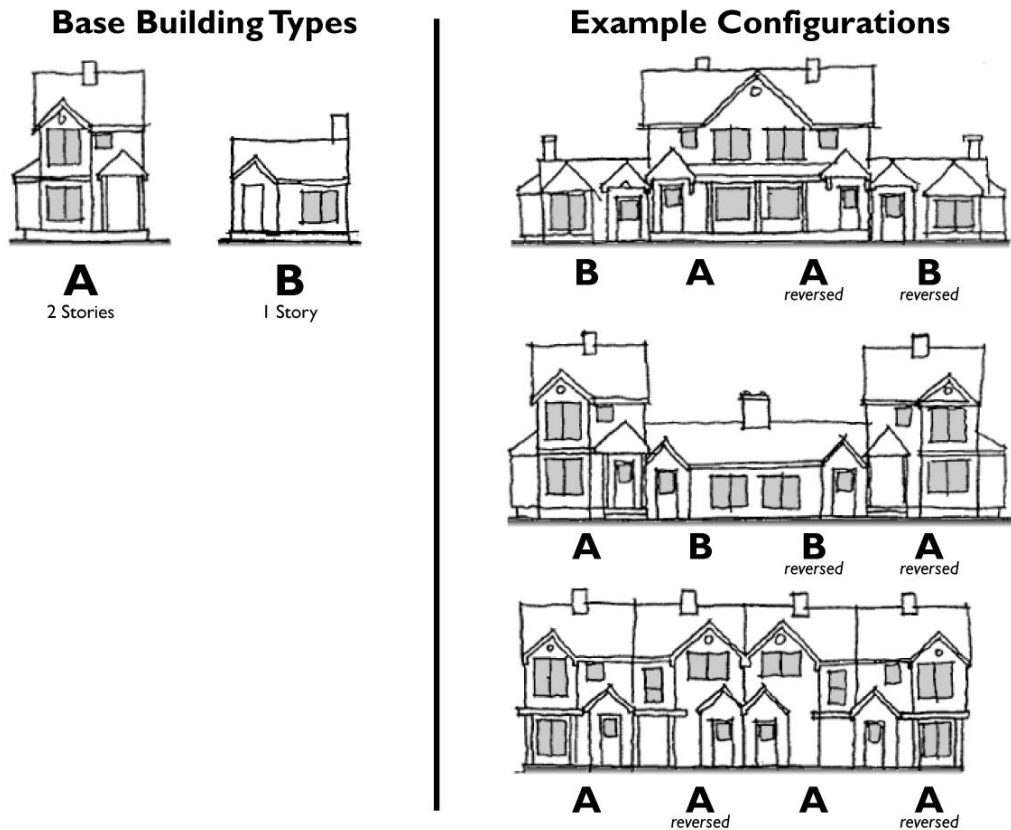 Base Building Types
Example Configurations
A
2 Stories
B
1 Story
B A A B
reversed reversed
A B B A
reversed reversed
A A A A
reversed reversed